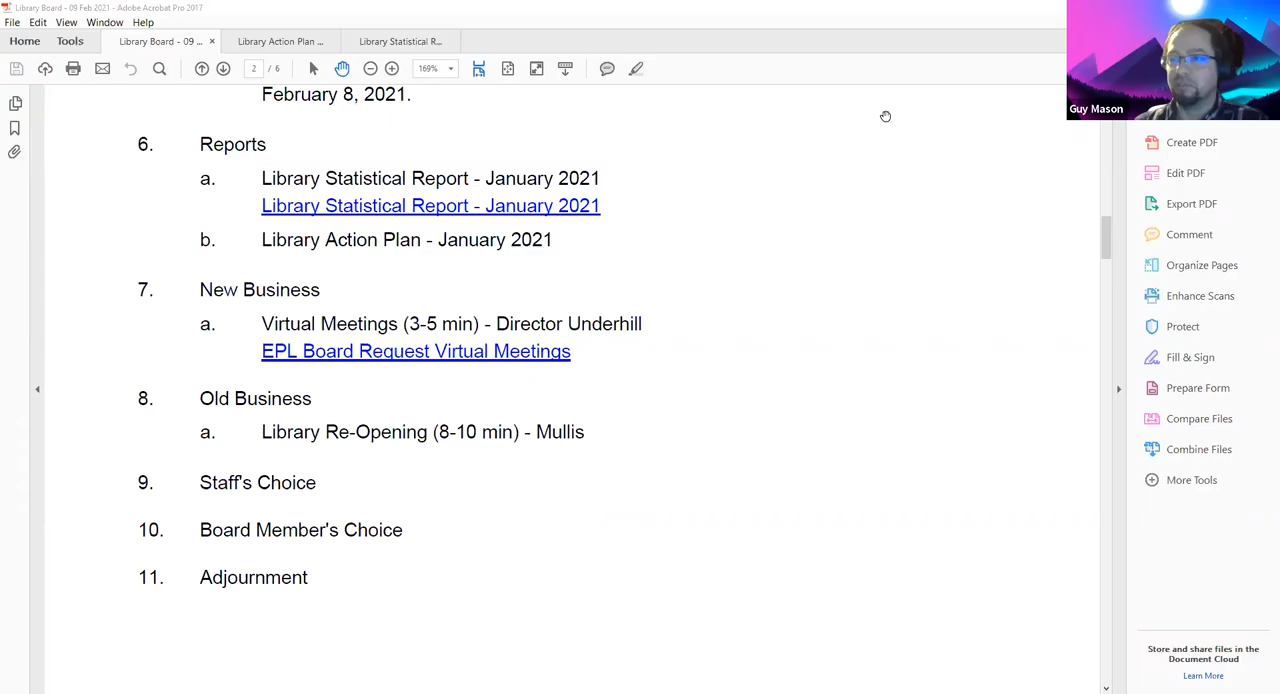 Library Board - 09 Feb 2021 - Adobe Acrobat Pro 2017
File Edit View Window Help
Home Tools Library Board - 09 ... × Library Action Plan ... Library Statistical R...
2 / 6 169%
Guy Mason
February 8, 2021.
6. Reports
a. Library Statistical Report - January 2021
Library Statistical Report - January 2021
b. Library Action Plan - January 2021
7. New Business
a. Virtual Meetings (3-5 min) - Director Underhill
EPL Board Request Virtual Meetings
8. Old Business
a. Library Re-Opening (8-10 min) - Mullis
9. Staff's Choice
10. Board Member's Choice
11. Adjournment
Create PDF
Edit PDF
Export PDF
Comment
Organize Pages
Enhance Scans
Protect
Fill & Sign
Prepare Form
Compare Files
Combine Files
More Tools
Store and share files in the
Document Cloud
Learn More